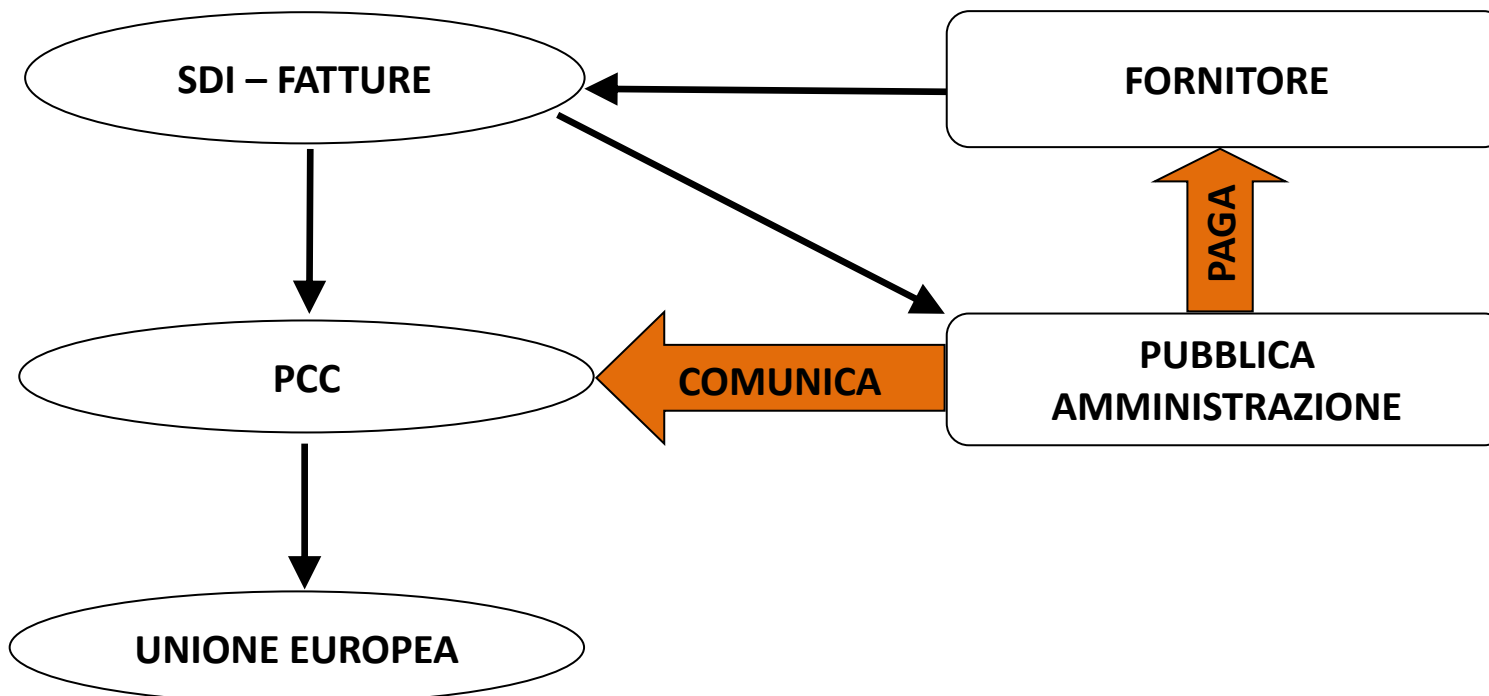 SDI – FATTURE
FORNITORE
PAGA
PCC
COMUNICA
PUBBLICA
AMMINISTRAZIONE
UNIONE EUROPEA